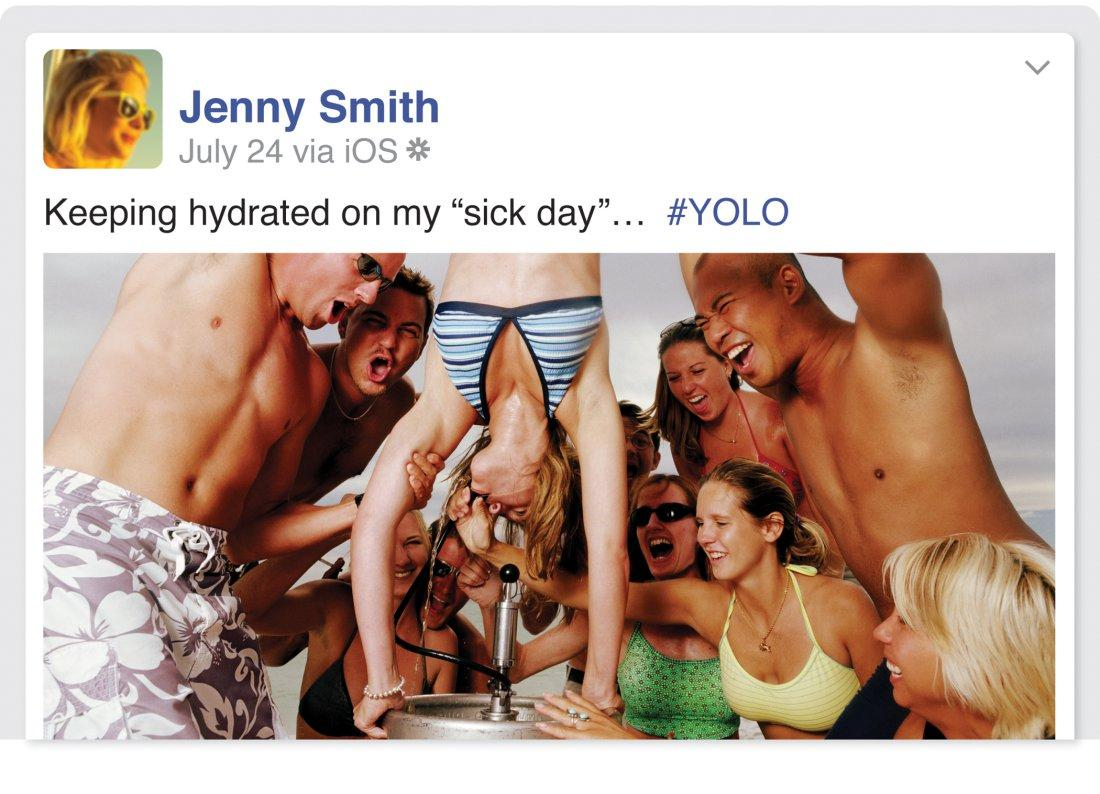 Jenny Smith
July 24 via iOS
Keeping hydrated on my “sick day”… #YOLO